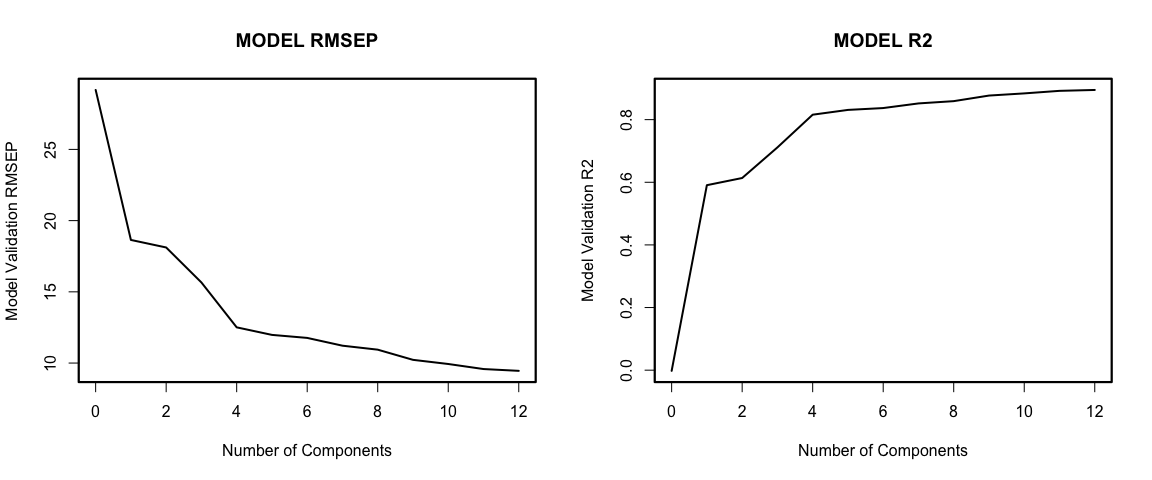 MODEL RMSEP
Model Validation RMSEP
25
20
15
10
0 2 4 6 8 10 12
Number of Components
MODEL R2
Model Validation R2
0.8
0.6
0.4
0.2
0.0
0 2 4 6 8 10 12
Number of Components